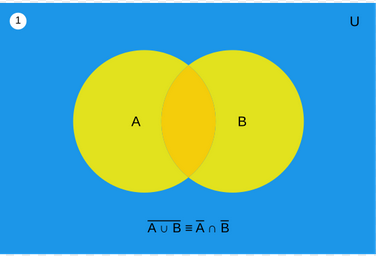 1
U
A
B
A̅ ̅∪̅ ̅B̅ ≡ A̅ ∩ B̅